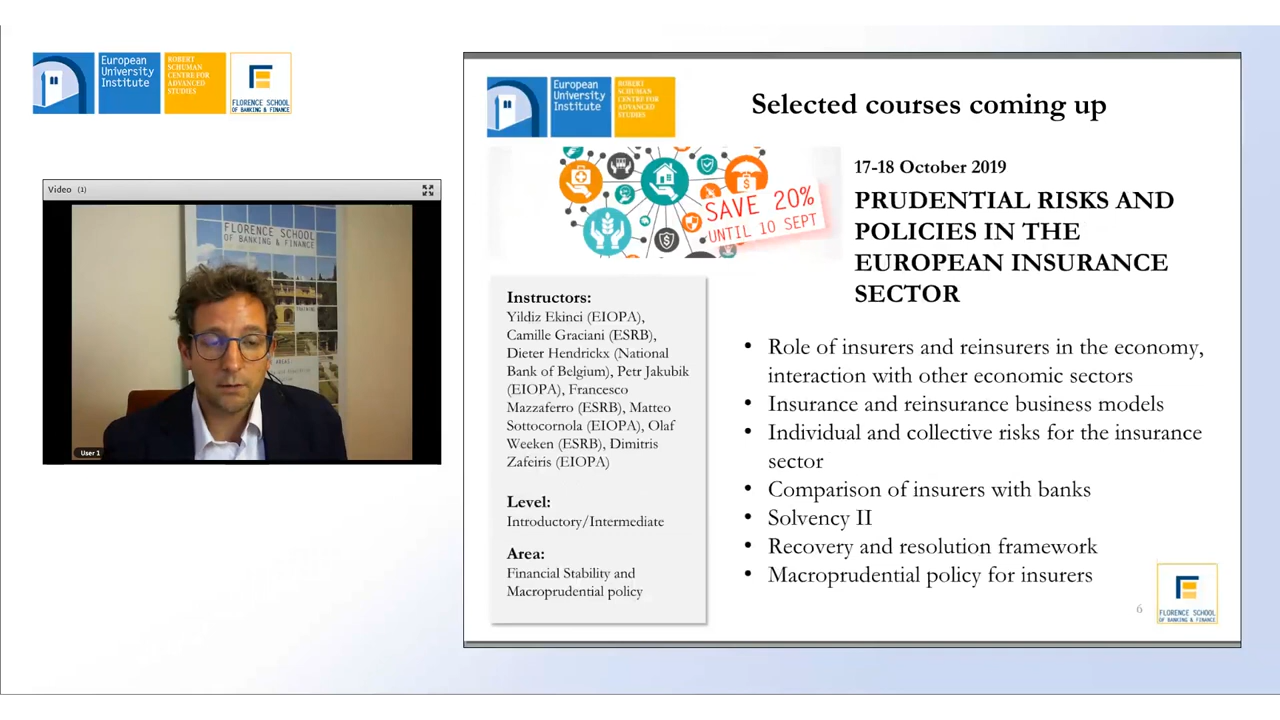 European
University
Institute
ROBERT
SCHUMAN
CENTRE FOR
ADVANCED
STUDIES
FLORENCE SCHOOL
OF BANKING & FINANCE
Video (1)
FLORENCE SCHOOL
OF BANKING & FINANCE
User 1
European
University
Institute
ROBERT
SCHUMAN
CENTRE FOR
ADVANCED
STUDIES
Selected courses coming up
SAVE 20%
UNTIL 10 SEPT
17-18 October 2019
PRUDENTIAL RISKS AND
POLICIES IN THE
EUROPEAN INSURANCE
SECTOR
Instructors:
Yildiz Ekinci (EIOPA),
Camille Graciani (ESRB),
Dieter Hendrickx (National
Bank of Belgium), Petr Jakubik
(EIOPA), Francesco
Mazzaferro (ESRB), Matteo
Sottocornola (EIOPA), Olaf
Weeken (ESRB), Dimitris
Zafeiris (EIOPA)
Level:
Introductory/Intermediate
Area:
Financial Stability and
Macroprudential policy
• Role of insurers and reinsurers in the economy,
interaction with other economic sectors
• Insurance and reinsurance business models
• Individual and collective risks for the insurance
sector
• Comparison of insurers with banks
• Solvency II
• Recovery and resolution framework
• Macroprudential policy for insurers
6
FLORENCE SCHOOL
OF BANKING & FINANCE